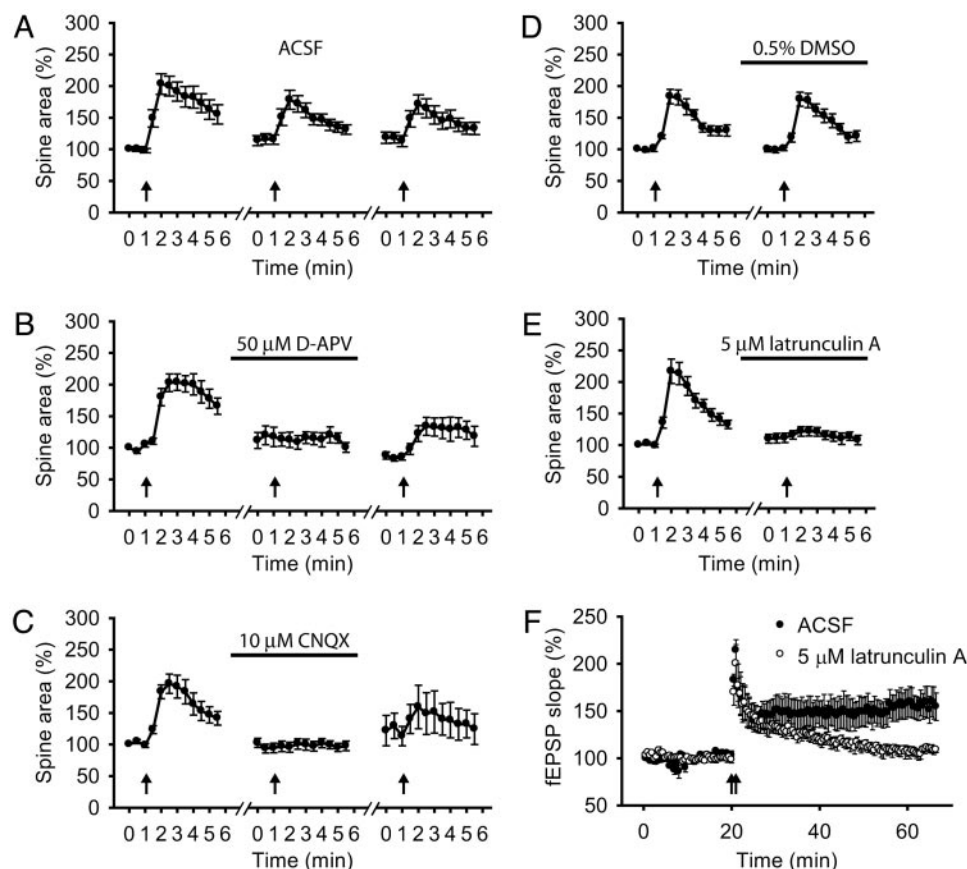 A
ACSF
Spine area (%)
300
250
200
150
100
50
0
0 1 2 3 4 5 6 0 1 2 3 4 5 6 0 1 2 3 4 5 6
Time (min)
B
50 μM D-APV
Spine area (%)
300
250
200
150
100
50
0
0 1 2 3 4 5 6 0 1 2 3 4 5 6 0 1 2 3 4 5 6
Time (min)
C
10 μM CNQX
Spine area (%)
300
250
200
150
100
50
0
0 1 2 3 4 5 6 0 1 2 3 4 5 6 0 1 2 3 4 5 6
Time (min)
D
0.5% DMSO
Spine area (%)
300
250
200
150
100
50
0
0 1 2 3 4 5 6 0 1 2 3 4 5 6
Time (min)
E
5 μM latrunculin A
Spine area (%)
300
250
200
150
100
50
0
0 1 2 3 4 5 6 0 1 2 3 4 5 6
Time (min)
F
ACSF
5 μM latrunculin A
fEPSP slope (%)
250
200
150
100
50
0 20 40 60
Time (min)